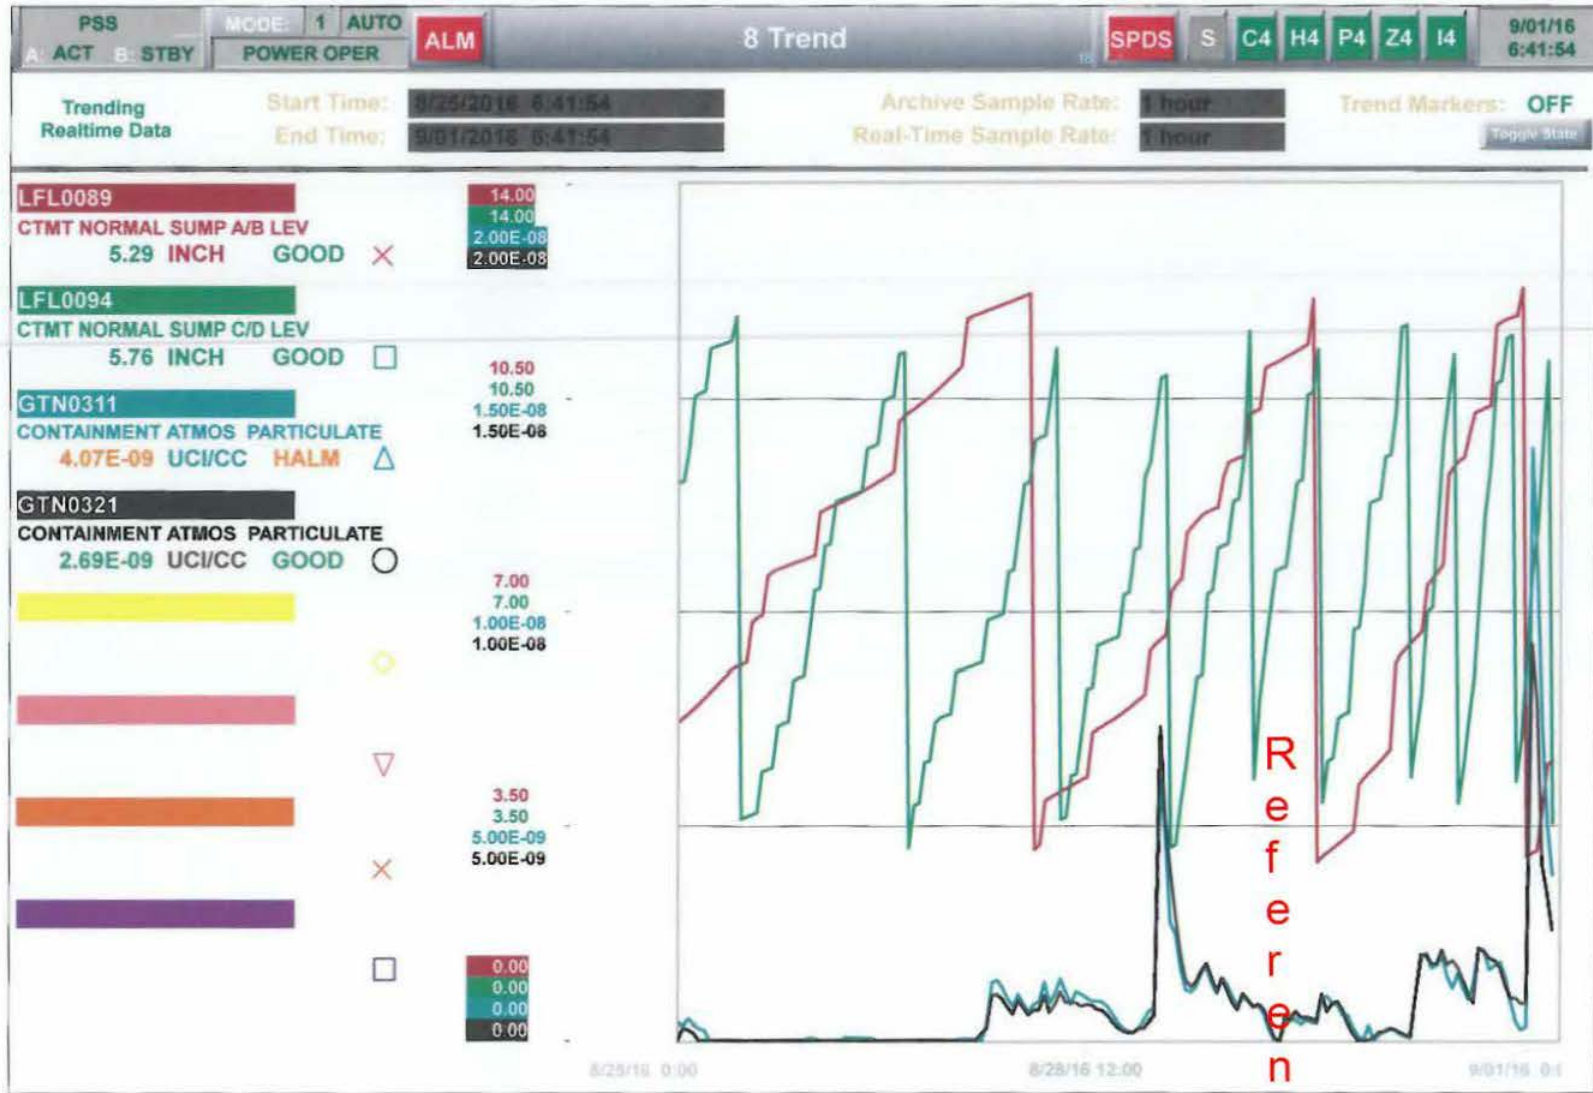 PSS
A: ACT B: STBY
MODE: 1 AUTO
POWER OPER
ALM
8 Trend
SPDS S C4 H4 P4 Z4 I4
9/01/16
6:41:54
Trending
Realtime Data
Start Time: 8/25/2016 6:41:54
End Time: 9/01/2016 6:41:54
Archive Sample Rate: 1 hour
Real-Time Sample Rate: 1 hour
Trend Markers: OFF
Toggle State
LFL0089
CTMT NORMAL SUMP A/B LEV
5.29 INCH GOOD
LFL0094
CTMT NORMAL SUMP C/D LEV
5.76 INCH GOOD
GTN0311
CONTAINMENT ATMOS PARTICULATE
4.07E-09 UCI/CC HALM
GTN0321
CONTAINMENT ATMOS PARTICULATE
2.69E-09 UCI/CC GOOD
14.00
14.00
2.00E-08
2.00E-08
10.50
10.50
1.50E-08
1.50E-08
7.00
7.00
1.00E-08
1.00E-08
3.50
3.50
5.00E-09
5.00E-09
0.00
0.00
0.00
0.00
R
e
f
e
r
e
n
8/25/16 0:00
8/28/16 12:00
9/01/16